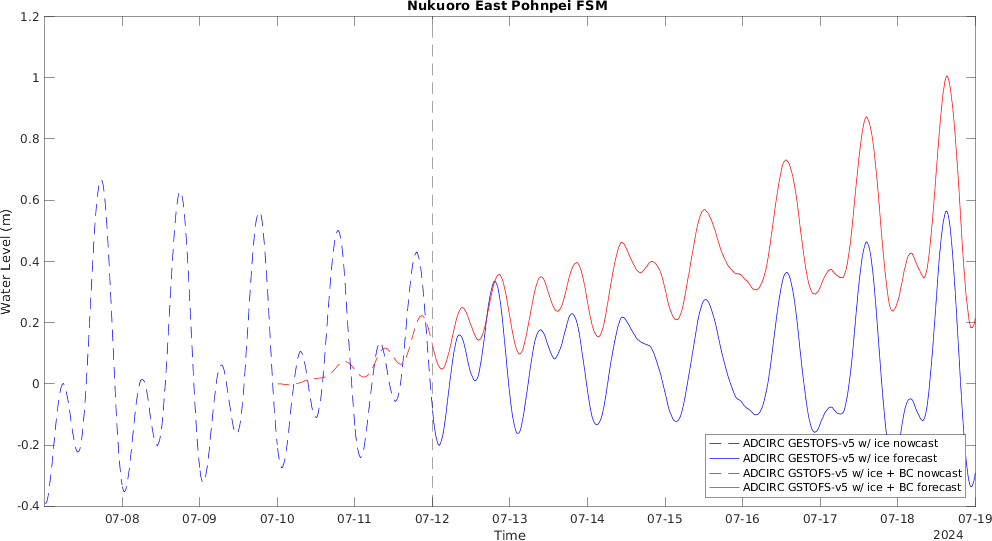 Nukuoro East Pohnpei FSM
1.2
1
0.8
0.6
0.4
0.2
0
-0.2
-0.4
Water Level (m)
07-08 07-09 07-10 07-11 07-12 07-13 07-14 07-15 07-16 07-17 07-18 07-19
Time
2024
ADCIRC GESTOFS-v5 w/ ice nowcast
ADCIRC GESTOFS-v5 w/ ice forecast
ADCIRC GSTOFS-v5 w/ ice + BC nowcast
ADCIRC GSTOFS-v5 w/ ice + BC forecast